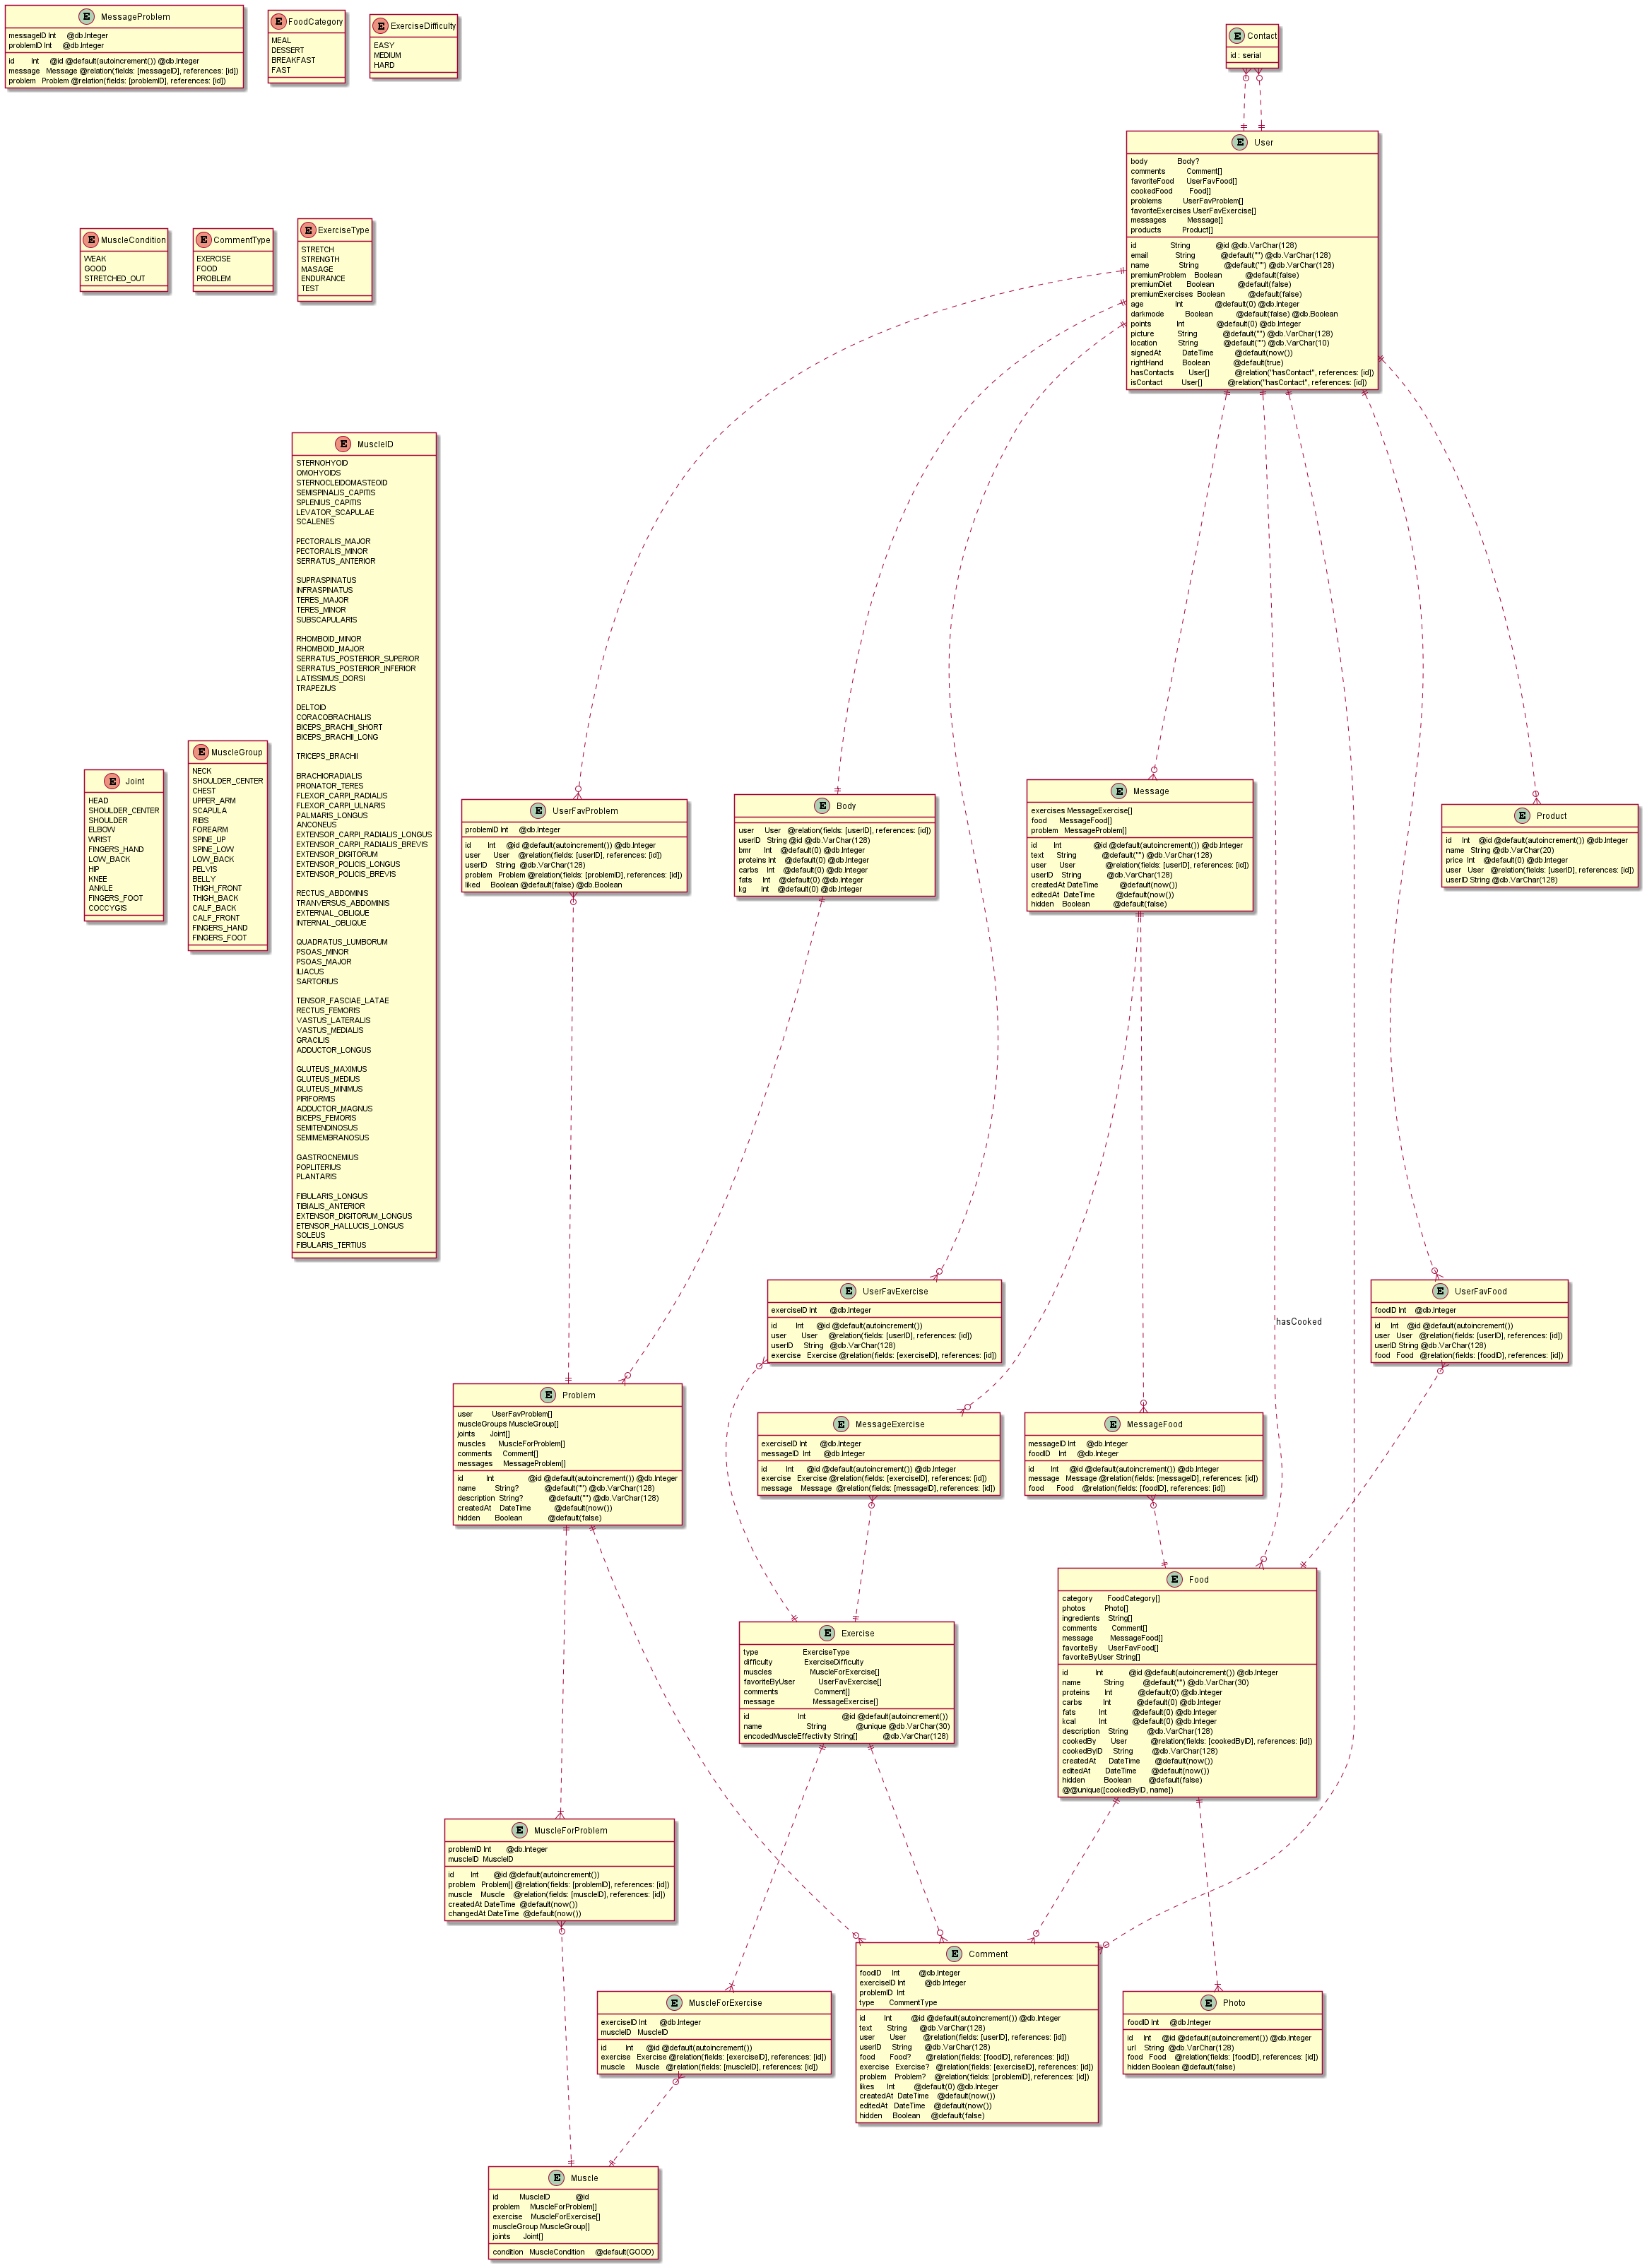 E MessageProblem
messageID Int @db.Integer
problemID Int @db.Integer
id Int @id @default(autoincrement()) @db.Integer
message Message @relation(fields: [messageID], references: [id])
problem Problem @relation(fields: [problemID], references: [id])
E FoodCategory
MEAL
DESSERT
BREAKFAST
FAST
E ExerciseDifficulty
EASY
MEDIUM
HARD
E Contact
id : serial
E User
body Body?
comments Comment[]
favoriteFood UserFavFood[]
cookedFood Food[]
problems UserFavProblem[]
favoriteExercises UserFavExercise[]
messages Message[]
products Product[]
id String @id @db.VarChar(128)
email String @default("") @db.VarChar(128)
name String @default("") @db.VarChar(128)
premiumProblem Boolean @default(false)
premiumDiet Boolean @default(false)
premiumExercises Boolean @default(false)
age Int @default(0) @db.Integer
darkmode Boolean @default(false) @db.Boolean
points Int @default(0) @db.Integer
picture String @default("") @db.VarChar(128)
location String @default("") @db.VarChar(10)
signedAt DateTime @default(now())
rightHand Boolean @default(true)
hasContacts User[] @relation("hasContact", references: [id])
isContact User[] @relation("hasContact", references: [id])
E MuscleCondition
WEAK
GOOD
STRETCHED_OUT
E CommentType
EXERCISE
FOOD
PROBLEM
E ExerciseType
STRETCH
STRENGTH
MASAGE
ENDURANCE
TEST
E MuscleID
STERNOHYOID
OMOHYOIDS
STERNOCLEIDOMASTEOID
SEMISPINALIS_CAPITIS
SPLENIUS_CAPITIS
LEVATOR_SCAPULAE
SCALENES
PECTORALIS_MAJOR
PECTORALIS_MINOR
SERRATUS_ANTERIOR
SUPRASPINATUS
INFRASPINATUS
TERES_MAJOR
TERES_MINOR
SUBSCAPULARIS
RHOMBOID_MINOR
RHOMBOID_MAJOR
SERRATUS_POSTERIOR_SUPERIOR
SERRATUS_POSTERIOR_INFERIOR
LATISSIMUS_DORSI
TRAPEZIUS
DELTOID
CORACOBRACHIALIS
BICEPS_BRACHII_SHORT
BICEPS_BRACHII_LONG
TRICEPS_BRACHII
BRACHIORADIALIS
PRONATOR_TERES
FLEXOR_CARPI_RADIALIS
FLEXOR_CARPI_ULNARIS
PALMARIS_LONGUS
ANCONEUS
EXTENSOR_CARPI_RADIALIS_LONGUS
EXTENSOR_CARPI_RADIALIS_BREVIS
EXTENSOR_DIGITORUM
EXTENSOR_POLICIS_LONGUS
EXTENSOR_POLICIS_BREVIS
RECTUS_ABDOMINIS
TRANVERSUS_ABDOMINIS
EXTERNAL_OBLIQUE
INTERNAL_OBLIQUE
QUADRATUS_LUMBORUM
PSOAS_MINOR
PSOAS_MAJOR
ILIACUS
SARTORIUS
TENSOR_FASCIAE_LATAE
RECTUS_FEMORIS
VASTUS_LATERALIS
VASTUS_MEDIALIS
GRACILIS
ADDUCTOR_LONGUS
GLUTEUS_MAXIMUS
GLUTEUS_MEDIUS
GLUTEUS_MINIMUS
PIRIFORMIS
ADDUCTOR_MAGNUS
BICEPS_FEMORIS
SEMITENDINOSUS
SEMIMEMBRANOSUS
GASTROCNEMIUS
POPLITERIUS
PLANTARIS
FIBULARIS_LONGUS
TIBIALIS_ANTERIOR
EXTENSOR_DIGITORUM_LONGUS
ETENSOR_HALLUCIS_LONGUS
SOLEUS
FIBULARIS_TERTIUS
E Joint
HEAD
SHOULDER_CENTER
SHOULDER
ELBOW
WRIST
FINGERS_HAND
LOW_BACK
HIP
KNEE
ANKLE
FINGERS_FOOT
COCCYGIS
E MuscleGroup
NECK
SHOULDER_CENTER
CHEST
UPPER_ARM
SCAPULA
RIBS
FOREARM
SPINE_UP
SPINE_LOW
LOW_BACK
PELVIS
BELLY
THIGH_FRONT
THIGH_BACK
CALF_BACK
CALF_FRONT
FINGERS_HAND
FINGERS_FOOT
E UserFavProblem
problemID Int @db.Integer
id Int @id @default(autoincrement()) @db.Integer
user User @relation(fields: [userID], references: [id])
userID String @db.VarChar(128)
problem Problem @relation(fields: [problemID], references: [id])
liked Boolean @default(false) @db.Boolean
E Body
user User @relation(fields: [userID], references: [id])
userID String @id @db.VarChar(128)
bmr Int @default(0) @db.Integer
proteins Int @default(0) @db.Integer
carbs Int @default(0) @db.Integer
fats Int @default(0) @db.Integer
kg Int @default(0) @db.Integer
E Message
exercises MessageExercise[]
food MessageFood[]
problem MessageProblem[]
id Int @id @default(autoincrement()) @db.Integer
text String @default("") @db.VarChar(128)
user User @relation(fields: [userID], references: [id])
userID String @db.VarChar(128)
createdAt DateTime @default(now())
editedAt DateTime @default(now())
hidden Boolean @default(false)
E Product
id Int @id @default(autoincrement()) @db.Integer
name String @db.VarChar(20)
price Int @default(0) @db.Integer
user User @relation(fields: [userID], references: [id])
userID String @db.VarChar(128)
E UserFavExercise
exerciseID Int @db.Integer
id Int @id @default(autoincrement())
user User @relation(fields: [userID], references: [id])
userID String @db.VarChar(128)
exercise Exercise @relation(fields: [exerciseID], references: [id])
hasCooked
E UserFavFood
foodID Int @db.Integer
id Int @id @default(autoincrement())
user User @relation(fields: [userID], references: [id])
userID String @db.VarChar(128)
food Food @relation(fields: [foodID], references: [id])
E Problem
user UserFavProblem[]
muscleGroups MuscleGroup[]
joints Joint[]
muscles MuscleForProblem[]
comments Comment[]
messages MessageProblem[]
id Int @id @default(autoincrement()) @db.Integer
name String? @default("") @db.VarChar(128)
description String? @default("") @db.VarChar(128)
createdAt DateTime @default(now())
hidden Boolean @default(false)
E MessageExercise
exerciseID Int @db.Integer
messageID Int @db.Integer
id Int @id @default(autoincrement()) @db.Integer
exercise Exercise @relation(fields: [exerciseID], references: [id])
message Message @relation(fields: [messageID], references: [id])
E MessageFood
messageID Int @db.Integer
foodID Int @db.Integer
id Int @id @default(autoincrement()) @db.Integer
message Message @relation(fields: [messageID], references: [id])
food Food @relation(fields: [foodID], references: [id])
E Food
category FoodCategory[]
photos Photo[]
ingredients String[]
comments Comment[]
message MessageFood[]
favoriteBy UserFavFood[]
favoriteByUser String[]
id Int @id @default(autoincrement()) @db.Integer
name String @default("") @db.VarChar(30)
proteins Int @default(0) @db.Integer
carbs Int @default(0) @db.Integer
fats Int @default(0) @db.Integer
kcal Int @default(0) @db.Integer
description String @db.VarChar(128)
cookedBy User @relation(fields: [cookedByID], references: [id])
cookedByID String @db.VarChar(128)
createdAt DateTime @default(now())
editedAt DateTime @default(now())
hidden Boolean @default(false)
@@unique([cookedByID, name])
E Exercise
type ExerciseType
difficulty ExerciseDifficulty
muscles MuscleForExercise[]
favoriteByUser UserFavExercise[]
comments Comment[]
message MessageExercise[]
id Int @id @default(autoincrement())
name String @unique @db.VarChar(30)
encodedMuscleEffectivity String[] @db.VarChar(128)
E MuscleForProblem
problemID Int @db.Integer
muscleID MuscleID
id Int @id @default(autoincrement())
problem Problem[] @relation(fields: [problemID], references: [id])
muscle Muscle @relation(fields: [muscleID], references: [id])
createdAt DateTime @default(now())
changedAt DateTime @default(now())
E Comment
foodID Int @db.Integer
exerciseID Int @db.Integer
problemID Int
type CommentType
id Int @id @default(autoincrement()) @db.Integer
text String @db.VarChar(128)
user User @relation(fields: [userID], references: [id])
userID String @db.VarChar(128)
food Food? @relation(fields: [foodID], references: [id])
exercise Exercise? @relation(fields: [exerciseID], references: [id])
problem Problem? @relation(fields: [problemID], references: [id])
likes Int @default(0) @db.Integer
createdAt DateTime @default(now())
editedAt DateTime @default(now())
hidden Boolean @default(false)
E MuscleForExercise
exerciseID Int @db.Integer
muscleID MuscleID
id Int @id @default(autoincrement())
exercise Exercise @relation(fields: [exerciseID], references: [id])
muscle Muscle @relation(fields: [muscleID], references: [id])
E Photo
foodID Int @db.Integer
id Int @id @default(autoincrement()) @db.Integer
url String @db.VarChar(128)
food Food @relation(fields: [foodID], references: [id])
hidden Boolean @default(false)
E Muscle
id MuscleID @id
problem MuscleForProblem[]
exercise MuscleForExercise[]
muscleGroup MuscleGroup[]
joints Joint[]
condition MuscleCondition @default(GOOD)